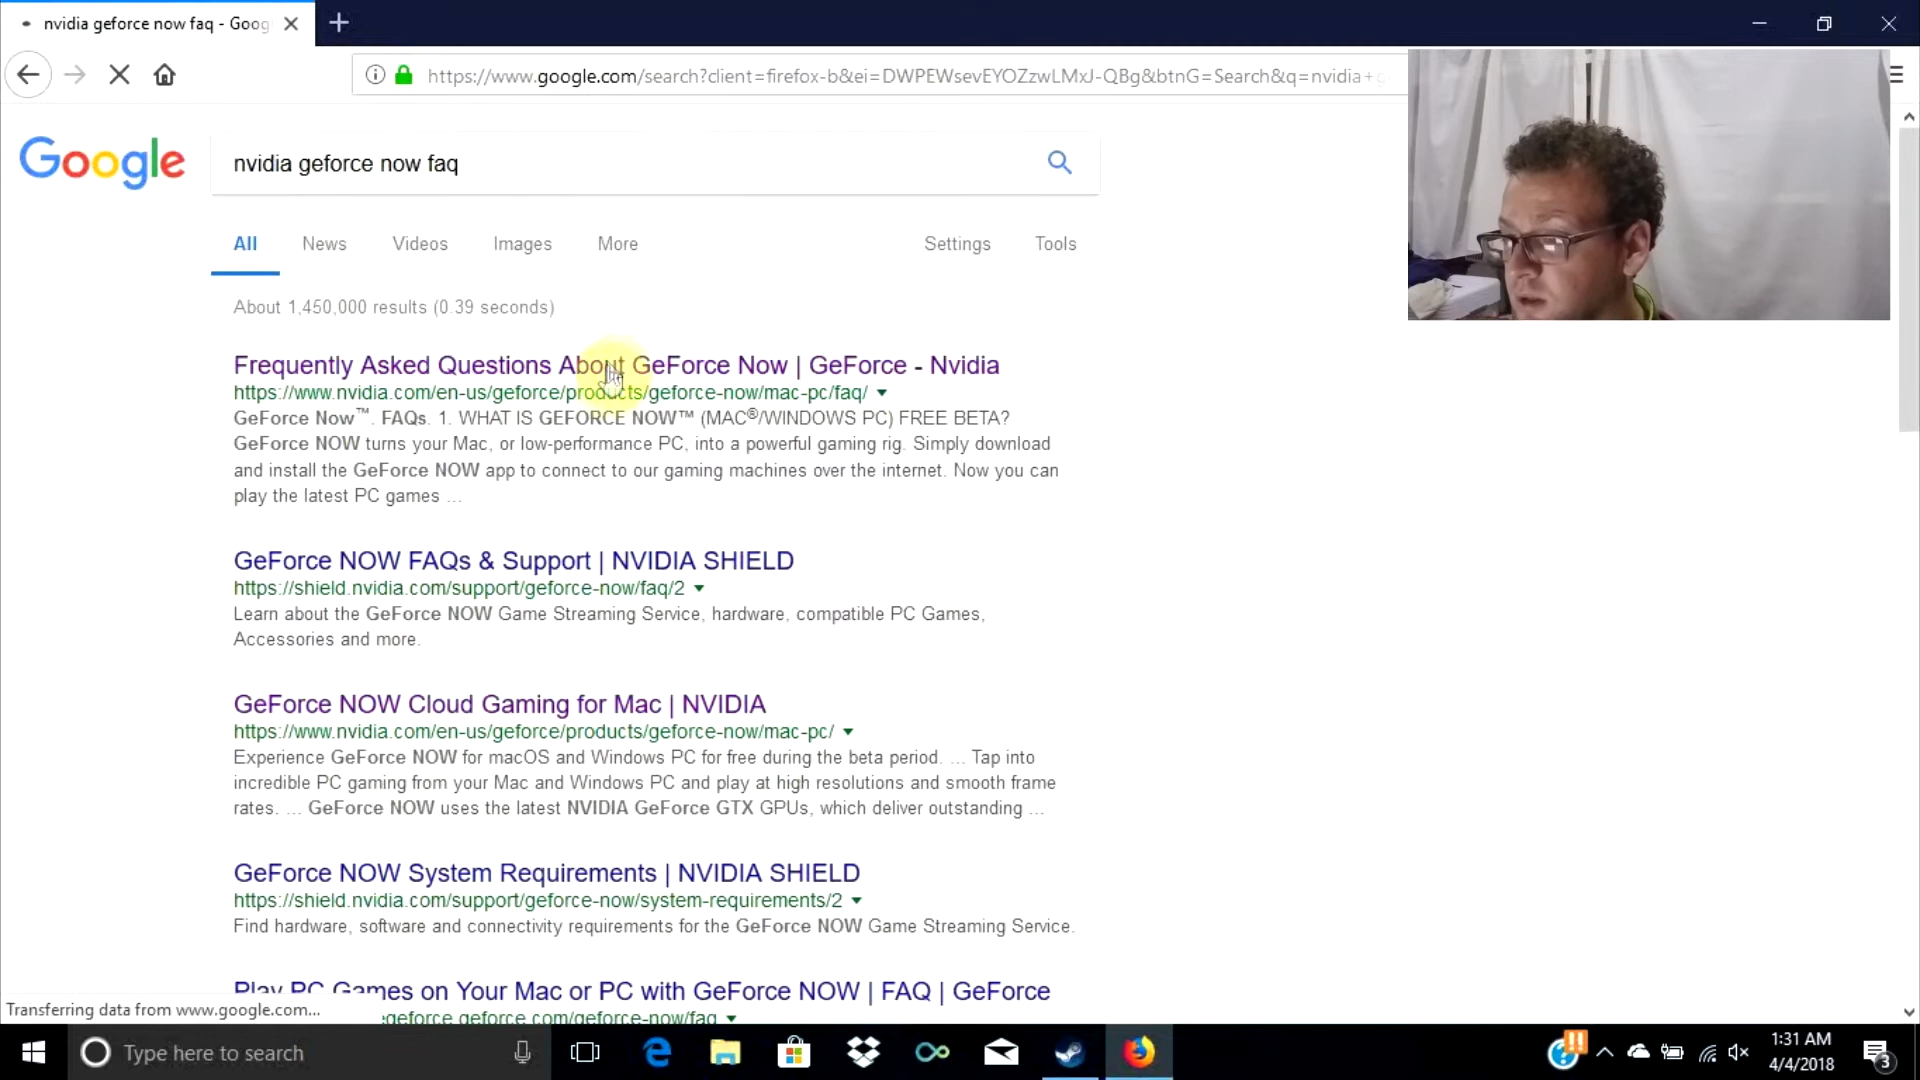 nvidia geforce now faq - Goog
https://www.google.com/search?client=firefox-b&ei=DWPEWsevEYOZzwLMxJ-QBg&btnG=Search&q=nvidia+g
Google
nvidia geforce now faq
All News Videos Images More Settings Tools
About 1,450,000 results (0.39 seconds)
Frequently Asked Questions About GeForce Now | GeForce - Nvidia
https://www.nvidia.com/en-us/geforce/products/geforce-now/mac-pc/faq/
GeForce Now™. FAQs. 1. WHAT IS GEFORCE NOW™ (MAC®/WINDOWS PC) FREE BETA?
GeForce NOW turns your Mac, or low-performance PC, into a powerful gaming rig. Simply download
and install the GeForce NOW app to connect to our gaming machines over the internet. Now you can
play the latest PC games ...
GeForce NOW FAQs & Support | NVIDIA SHIELD
https://shield.nvidia.com/support/geforce-now/faq/2
Learn about the GeForce NOW Game Streaming Service, hardware, compatible PC Games,
Accessories and more.
GeForce NOW Cloud Gaming for Mac | NVIDIA
https://www.nvidia.com/en-us/geforce/products/geforce-now/mac-pc/
Experience GeForce NOW for macOS and Windows PC for free during the beta period. ... Tap into
incredible PC gaming from your Mac and Windows PC and play at high resolutions and smooth frame
rates. ... GeForce NOW uses the latest NVIDIA GeForce GTX GPUs, which deliver outstanding ...
GeForce NOW System Requirements | NVIDIA SHIELD
https://shield.nvidia.com/support/geforce-now/system-requirements/2
Find hardware, software and connectivity requirements for the GeForce NOW Game Streaming Service.
Play PC Games on Your Mac or PC with GeForce NOW | FAQ | GeForce
Transferring data from www.google.com...
geforce.geforce.com/geforce-now/faq
Type here to search
1:31 AM
4/4/2018
3